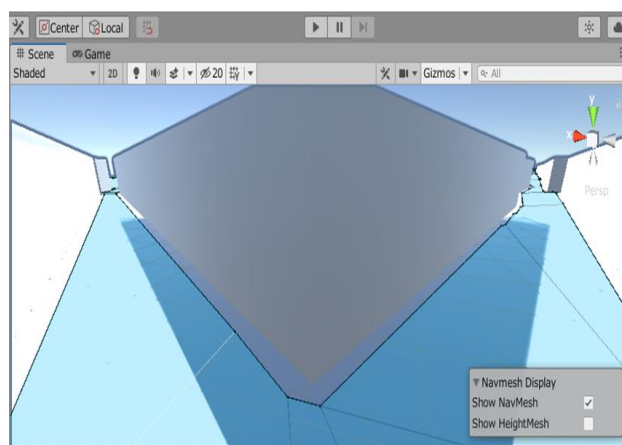 Center Local
Scene Game
Shaded 2D 20 Gizmos All
y
x
Persp
Navmesh Display
Show NavMesh
Show HeightMesh